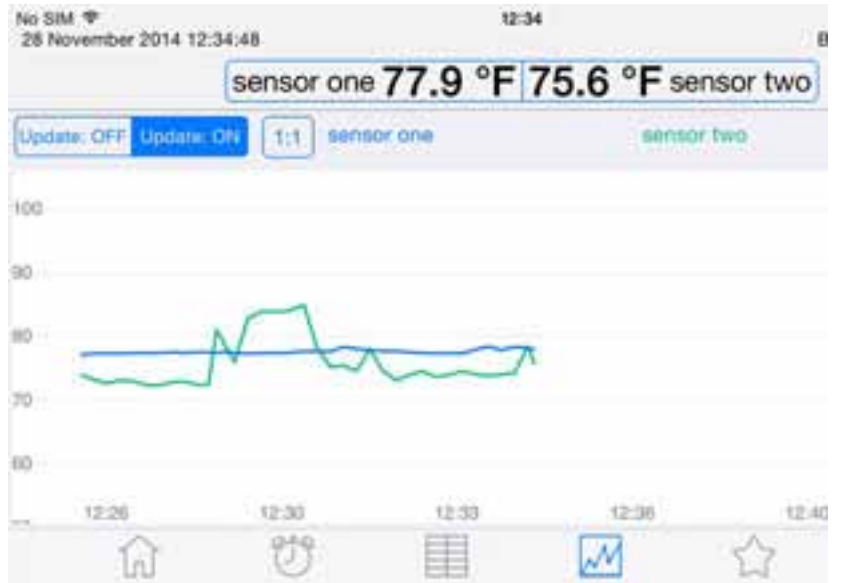 No SIM 12:34
28 November 2014 12:34:48 B
sensor one 77.9 °F 75.6 °F sensor two
Update: OFF Update: ON 1:1 sensor one sensor two
100
90
80
70
60
12:26 12:30 12:33 12:36 12:40